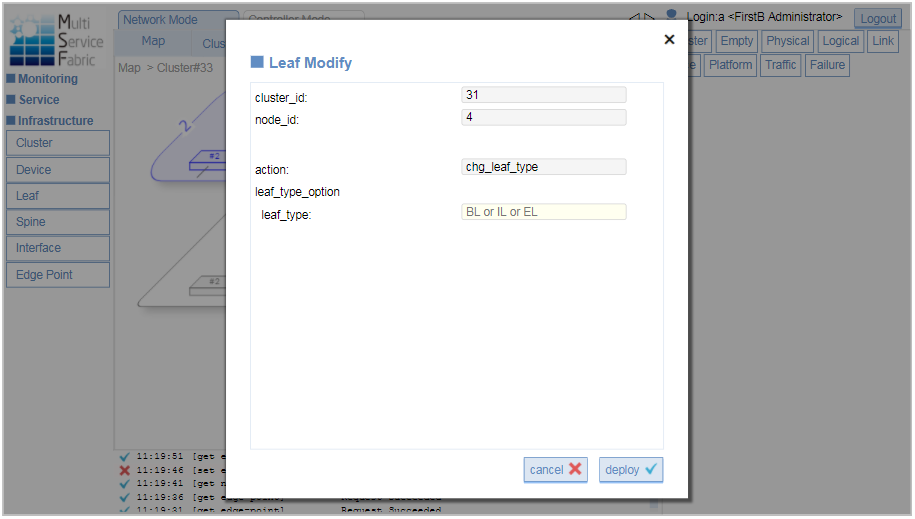 Multi
Service
Fabric
Network Mode
Controller Mode
Login:a <FirstB Administrator>
Logout
Map
Empty
Physical
Logical
Link
Platform
Traffic
Failure
Map > Cluster#33
Monitoring
Service
Infrastructure
Cluster
Device
Leaf
Spine
Interface
Edge Point
2
#2
#2
Leaf Modify
cluster_id: 31
node_id: 4
action: chg_leaf_type
leaf_type_option
leaf_type: BL or IL or EL
cancel
deploy
11:19:51 [get
11:19:46 [set
11:19:41 [get
11:19:36 [get edge-point] Request Succeeded
11:19:31 [get edge-point] Request Succeeded